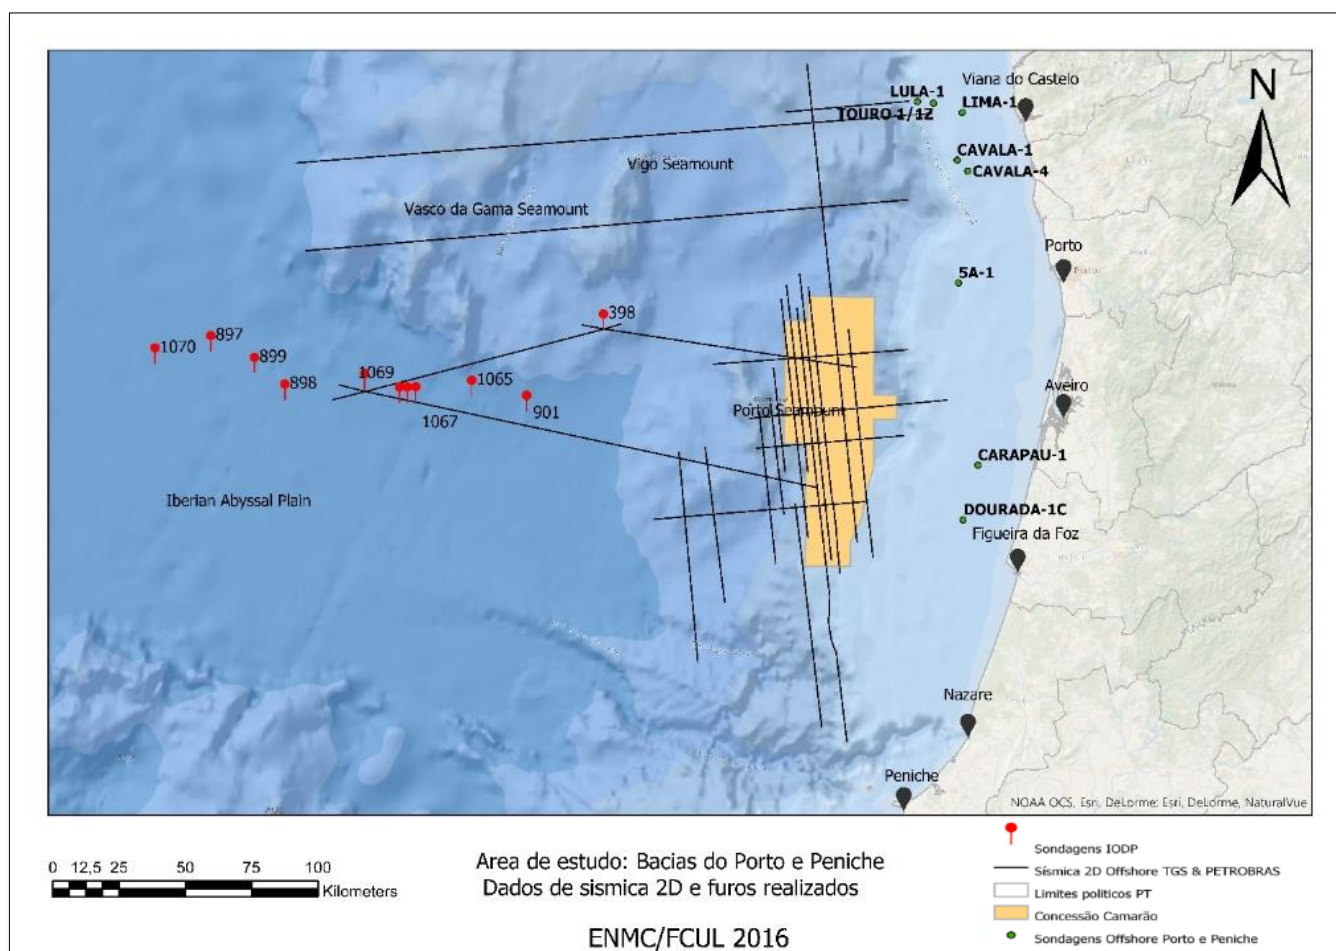 Viana do Castelo
N
LULA-1
TOURO 1/1Z
LIMA-1
Vigo Seamount
CAVALA-1
CAVALA-4
Vasco da Gama Seamount
Porto
Porto
5A-1
398
1070
897
899
898
1069
1065
1067
901
Porto Seamount
Aveiro
CARAPAU-1
Iberian Abyssal Plain
DOURADA-1C
Figueira da Foz
Nazare
Peniche
NOAA OCS, Esri, DeLorme; Esri, DeLorme, NaturalVue
0 12,5 25 50 75 100
Kilometers
Area de estudo: Bacias do Porto e Peniche
Dados de sismica 2D e furos realizados
ENMC/FCUL 2016
Sondagens IODP
Sísmica 2D Offshore TGS & PETROBRAS
Limites politicos PT
Concessão Camarão
Sondagens Offshore Porto e Peniche